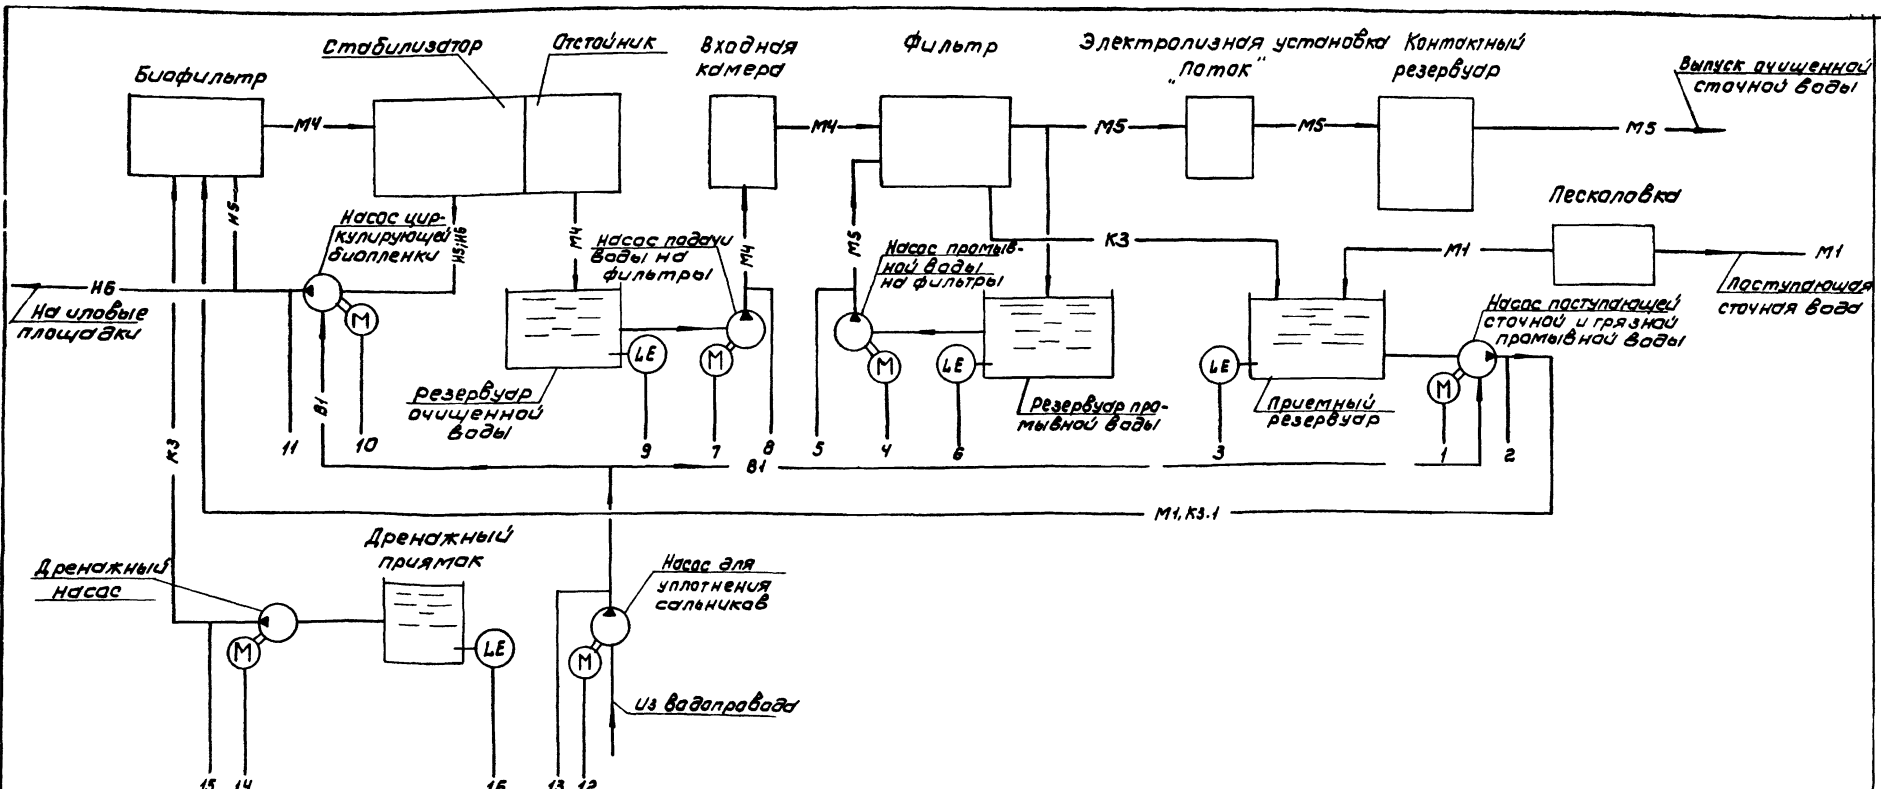 Биофильтр
Стабилизатор
Отстойник
Входная
камера
Фильтр
Электролизная установка
„Поток“
Контактный
резервуар
Выпуск очищенной
сточной воды
М4
М4
М5
М5
М5
Песколовка
Н5
Насос цир-
кулирующей
биопленки
Н5;Н6
М4
Насос подачи
воды на
фильтры
М4
М5
Насос промыв-
ной воды
на фильтры
К3
М1
М1
Поступающая
сточная вода
Н6
На иловые
площадки
М
LE
М
М
LE
LE
М
Насос поступающей
сточной и грязной
промывной воды
Резервуар
очищенной
воды
Резервуар про-
мывной воды
Приемный
резервуар
К3
11
В1
10
9
7
8
5
4
6
3
1
2
В1
М1, К3.1
Дренажный
приямок
Дренажный
насос
Насос для
уплотнения
сальников
М
LE
М
Из водопровода
15
14
16
13
12